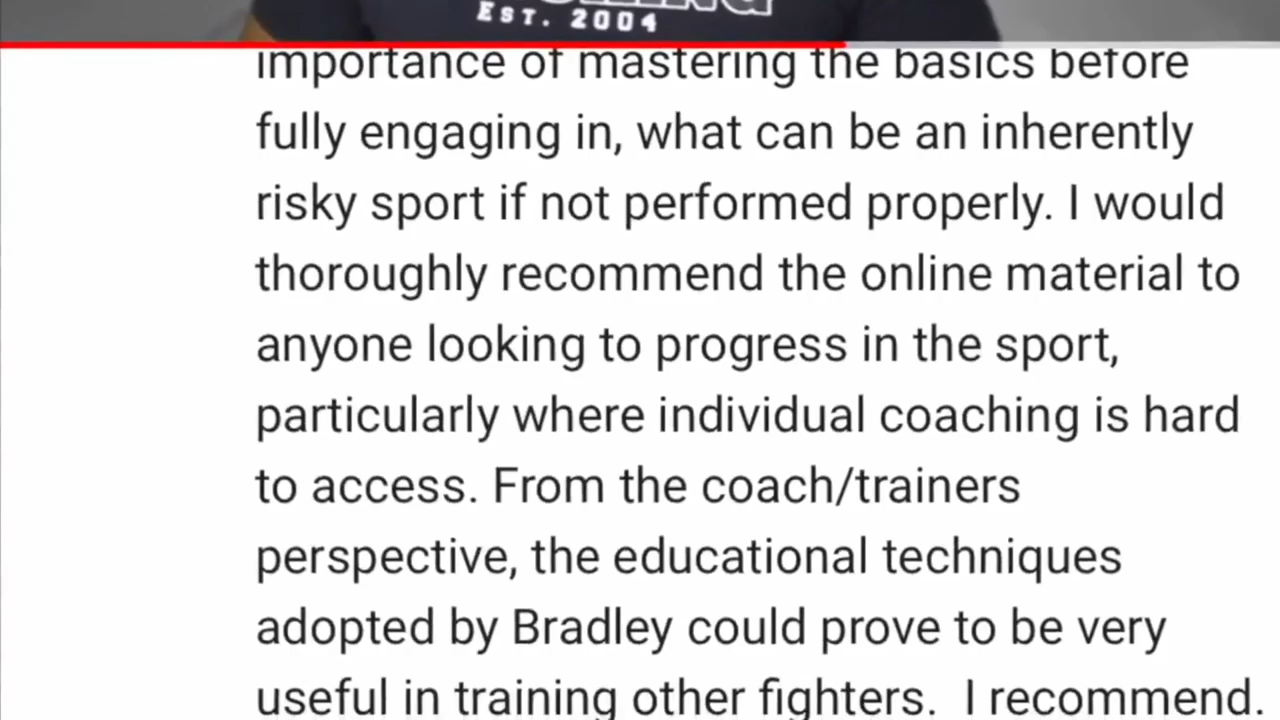 EST. 2004
importance of mastering the basics before
fully engaging in, what can be an inherently
risky sport if not performed properly. I would
thoroughly recommend the online material to
anyone looking to progress in the sport,
particularly where individual coaching is hard
to access. From the coach/trainers
perspective, the educational techniques
adopted by Bradley could prove to be very
useful in training other fighters.  I recommend.